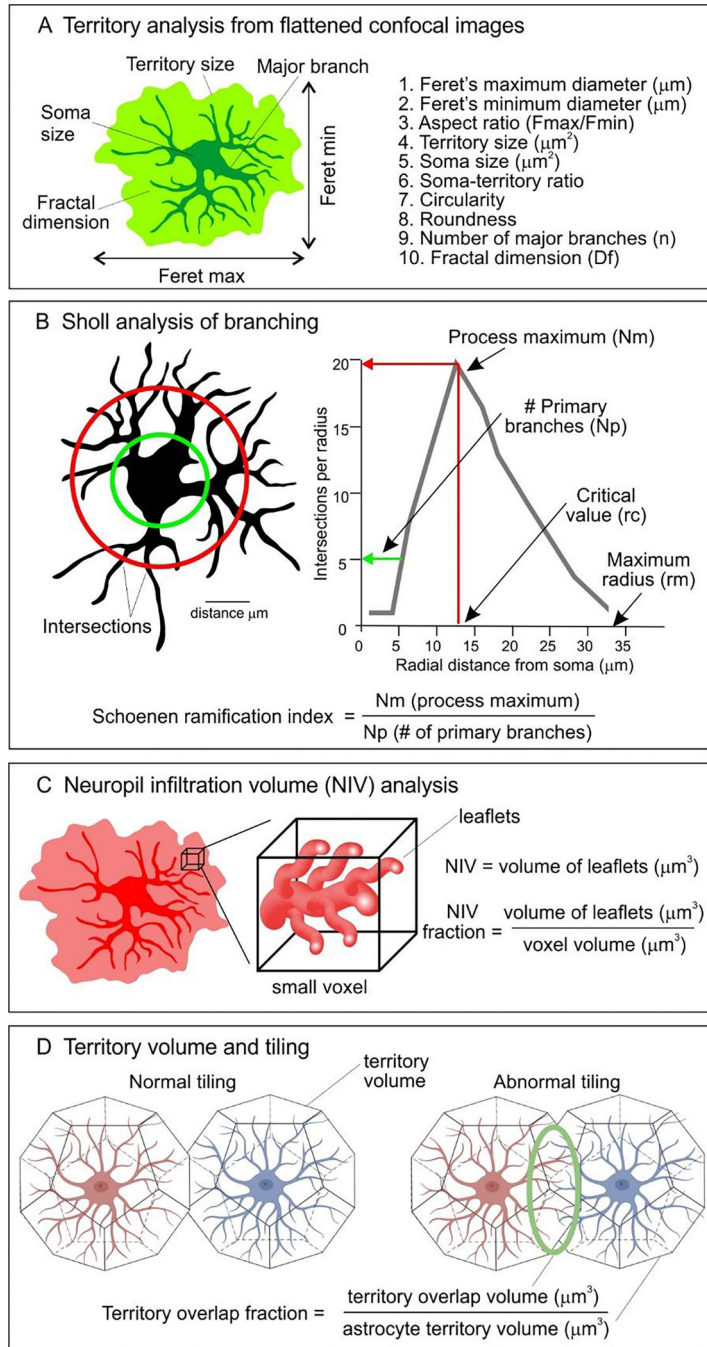 A Territory analysis from flattened confocal images
Territory size
Major branch
Soma
size
Fractal
dimension
Feret min
Feret max
1. Feret's maximum diameter (μm)
2. Feret's minimum diameter (μm)
3. Aspect ratio (Fmax/Fmin)
4. Territory size (μm²)
5. Soma size (μm²)
6. Soma-territory ratio
7. Circularity
8. Roundness
9. Number of major branches (n)
10. Fractal dimension (Df)
B Sholl analysis of branching
Intersections
distance μm
Process maximum (Nm)
# Primary
branches (Np)
Critical
value (rc)
Maximum
radius (rm)
Intersections per radius
20
15
10
5
0
0 5 10 15 20 25 30 35
Radial distance from soma (μm)
Schoenen ramification index = Nm (process maximum)
Np (# of primary branches)
C Neuropil infiltration volume (NIV) analysis
leaflets
small voxel
NIV = volume of leaflets (μm³)
NIV
fraction = volume of leaflets (μm³)
voxel volume (μm³)
D Territory volume and tiling
Normal tiling
territory
volume
Abnormal tiling
Territory overlap fraction = territory overlap volume (μm³)
astrocyte territory volume (μm³)